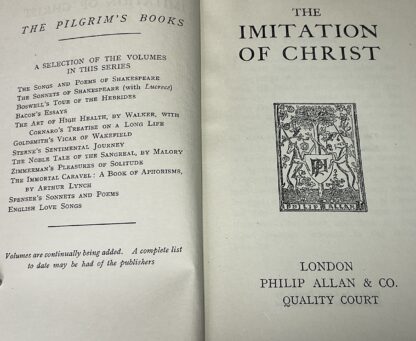 THE PILGRIM'S BOOKS
A SELECTION OF THE VOLUMES
IN THIS SERIES
THE SONGS AND POEMS OF SHAKESPEARE
THE SONNETS OF SHAKESPEARE (with Lucrece)
BOSWELL'S TOUR OF THE HEBRIDES
BACON'S ESSAYS
THE ART OF HIGH HEALTH, BY WALKER, WITH
CORNARO'S TREATISE ON A LONG LIFE
GOLDSMITH'S VICAR OF WAKEFIELD
STERNE'S SENTIMENTAL JOURNEY
THE NOBLE TALE OF THE SANGREAL, BY MALORY
ZIMMERMAN'S PLEASURES OF SOLITUDE
THE IMMORTAL CARAVEL: A BOOK OF APHORISMS,
BY ARTHUR LYNCH
SPENSER'S SONNETS AND POEMS
ENGLISH LOVE SONGS
Volumes are continually being added. A complete list
to date may be had of the publishers
THE
IMITATION
OF CHRIST
PHILIP ALLAN
LONDON
PHILIP ALLAN & CO.
QUALITY COURT